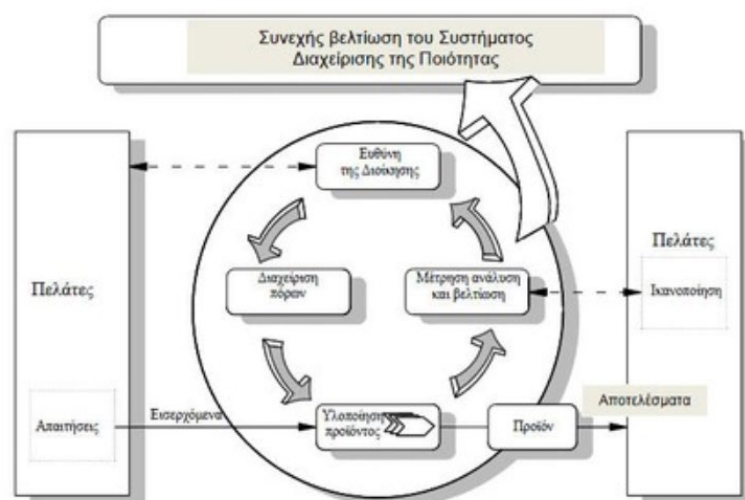 Συνεχής βελτίωση του Συστήματος
Διαχείρισης της Ποιότητας
Ευθύνη
της Διοίκησης
Πελάτες
Διαχείριση
πόρων
Μέτρηση ανάλυση
και βελτίωση
Πελάτες
Ικανοποίηση
Απαιτήσεις
Εισερχόμενα
Υλοποίηση
προϊόντος
Προϊόν
Αποτελέσματα